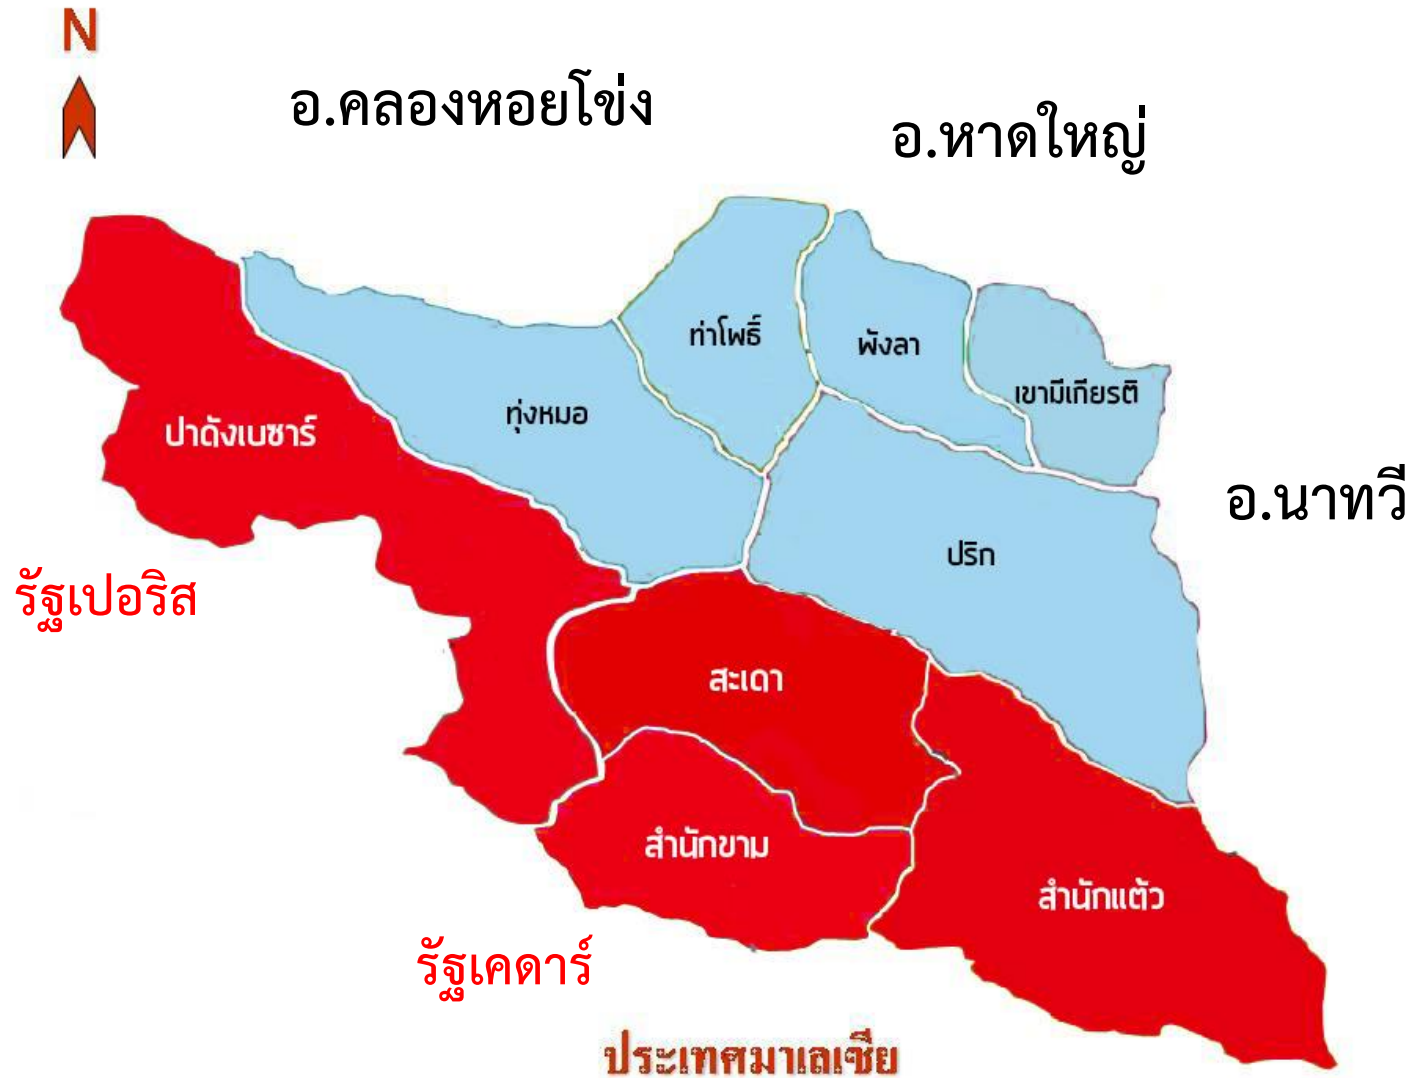 N
อ.คลองหอยโข่ง
อ.หาดใหญ่
ท่าโพธิ์
พังลา
เขามีเกียรติ
ทุ่งหมอ
ปาดังเบซาร์
อ.นาทวี
ปริก
รัฐเปอริส
สะเดา
สำนักขาม
สำนักแต้ว
รัฐเคดาร์
ประเทศมาเลเซีย